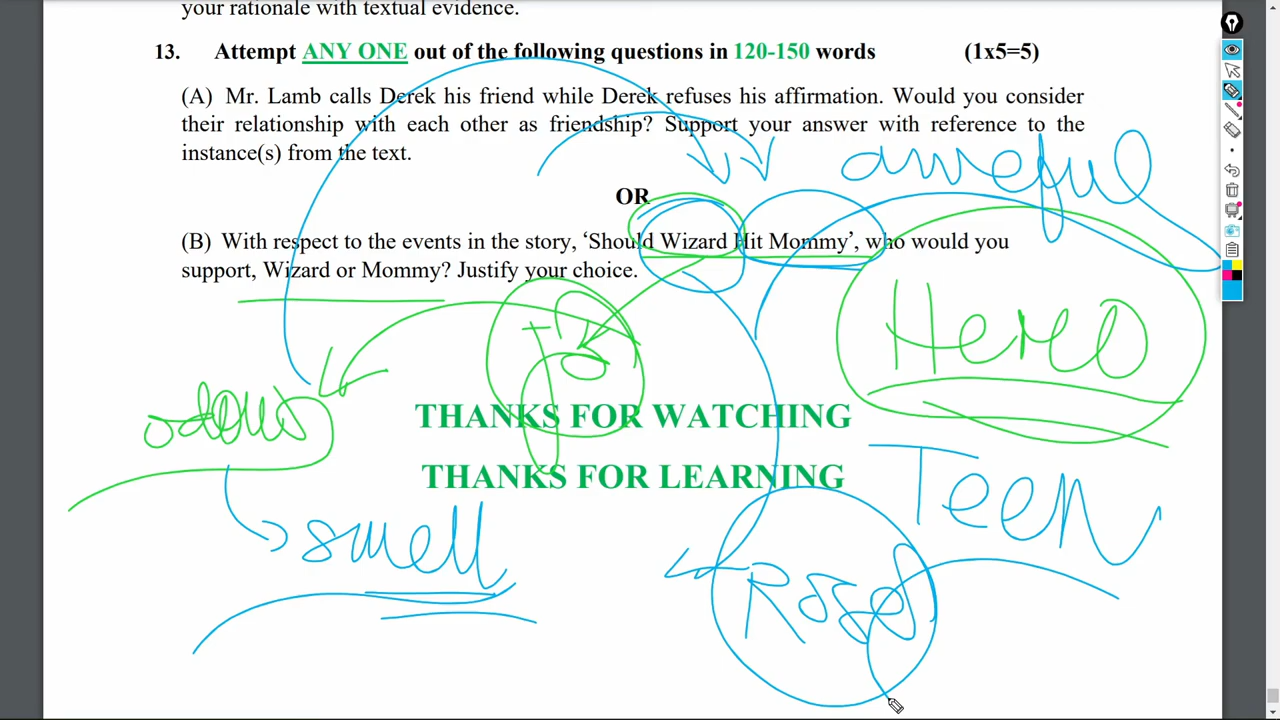 your rationale with textual evidence.
13. Attempt ANY ONE out of the following questions in 120-150 words (1x5=5)
(A) Mr. Lamb calls Derek his friend while Derek refuses his affirmation. Would you consider
their relationship with each other as friendship? Support your answer with reference to the
instance(s) from the text.
OR
(B) With respect to the events in the story, ‘Should Wizard Hit Mommy’, who would you
support, Wizard or Mommy? Justify your choice.
Hero
THANKS FOR WATCHING
THANKS FOR LEARNING
Teen
smell